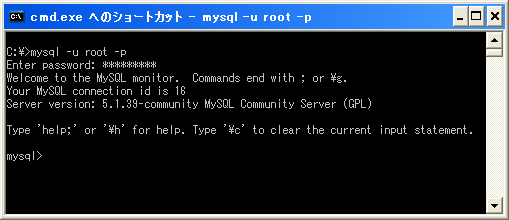 cmd.exe へのショートカット - mysql -u root -p
C:¥>mysql -u root -p
Enter password: *********
Welcome to the MySQL monitor.  Commands end with ; or ¥g.
Your MySQL connection id is 16
Server version: 5.1.39-community MySQL Community Server (GPL)
Type 'help;' or '¥h' for help. Type '¥c' to clear the current input statement.
mysql>